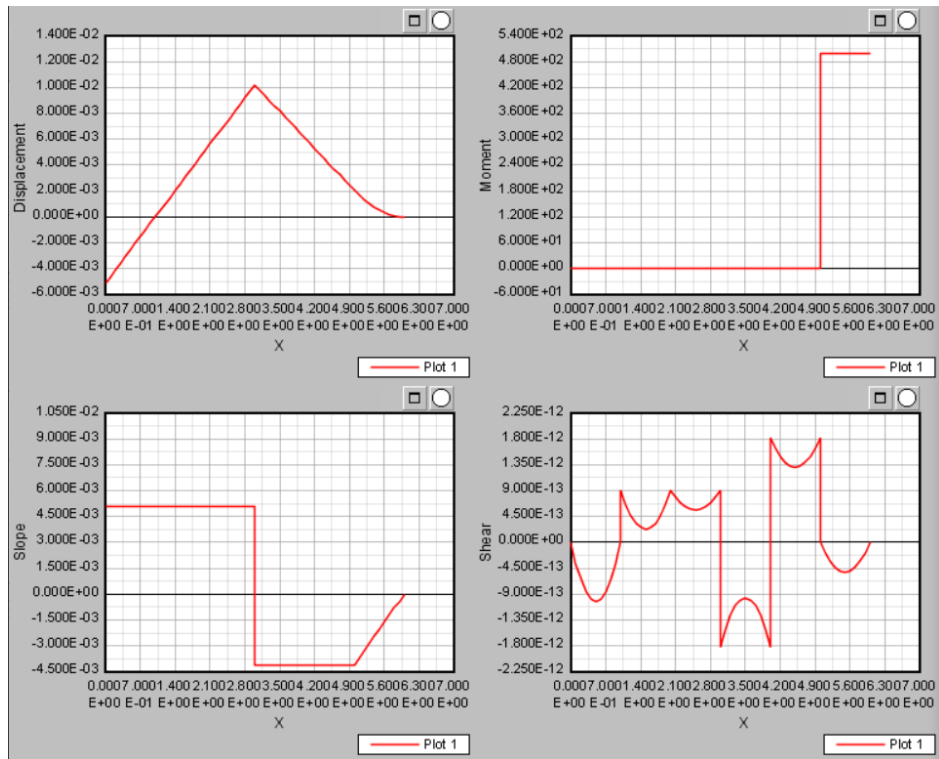 1.400E -02
1.200E -02
1.000E -02
8.000E -03
6.000E -03
4.000E -03
2.000E -03
0.000E+00
-2.000E -03
-4.000E -03
-6.000E -03
Displacement
0.0007.0001.4002.1002.8003.5004.2004.9005.6006.3007.000
E+00 E -01 E+00 E+00 E+00 E+00 E+00 E+00 E+00 E+00 E+00
X
Plot 1
5.400E +02
4.800E +02
4.200E +02
3.600E +02
3.000E +02
2.400E +02
1.800E +02
1.200E +02
6.000E +01
0.000E +00
-6.000E +01
Moment
0.0007.0001.4002.1002.8003.5004.2004.9005.6006.3007.000
E+00 E -01 E+00 E+00 E+00 E+00 E+00 E+00 E+00 E+00 E+00
X
Plot 1
1.050E -02
9.000E -03
7.500E -03
6.000E -03
4.500E -03
3.000E -03
1.500E -03
0.000E+00
-1.500E -03
-3.000E -03
-4.500E -03
Slope
0.0007.0001.4002.1002.8003.5004.2004.9005.6006.3007.000
E+00 E -01 E+00 E+00 E+00 E+00 E+00 E+00 E+00 E+00 E+00
X
Plot 1
2.250E -12
1.800E -12
1.350E -12
9.000E -13
4.500E -13
0.000E +00
-4.500E -13
-9.000E -13
-1.350E -12
-1.800E -12
-2.250E -12
Shear
0.0007.0001.4002.1002.8003.5004.2004.9005.6006.3007.000
E+00 E -01 E+00 E+00 E+00 E+00 E+00 E+00 E+00 E+00 E+00
X
Plot 1